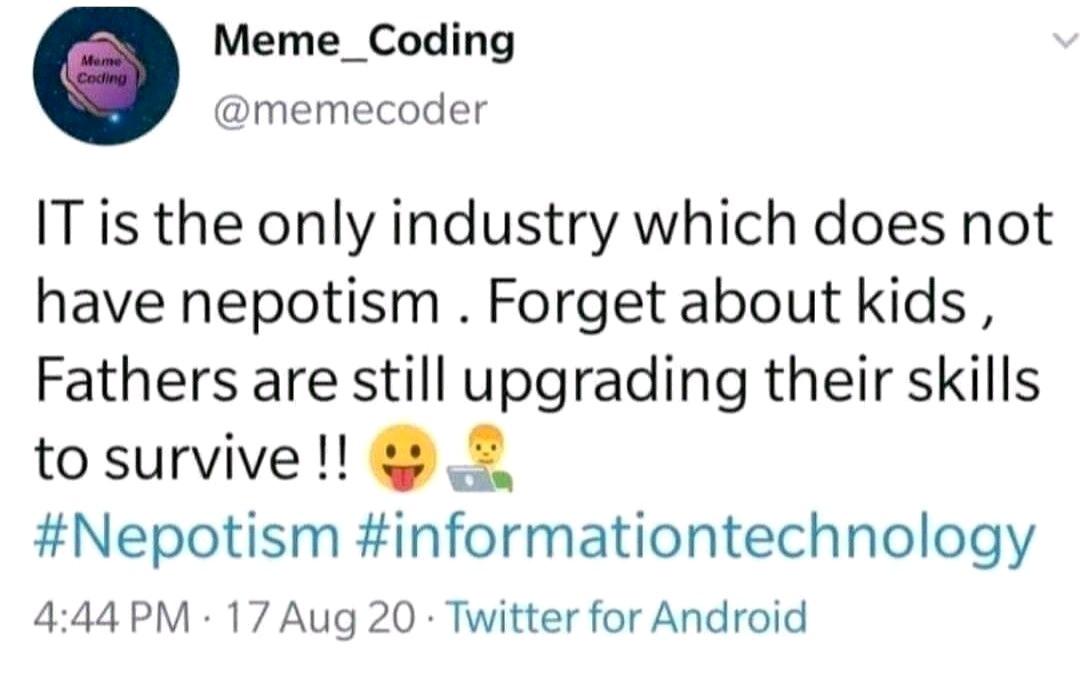 Meme
Coding
Meme_Coding
@memecoder
IT is the only industry which does not
have nepotism . Forget about kids ,
Fathers are still upgrading their skills
to survive !! 😛 👨‍💻
#Nepotism #informationtechnology
4:44 PM · 17 Aug 20 · Twitter for Android